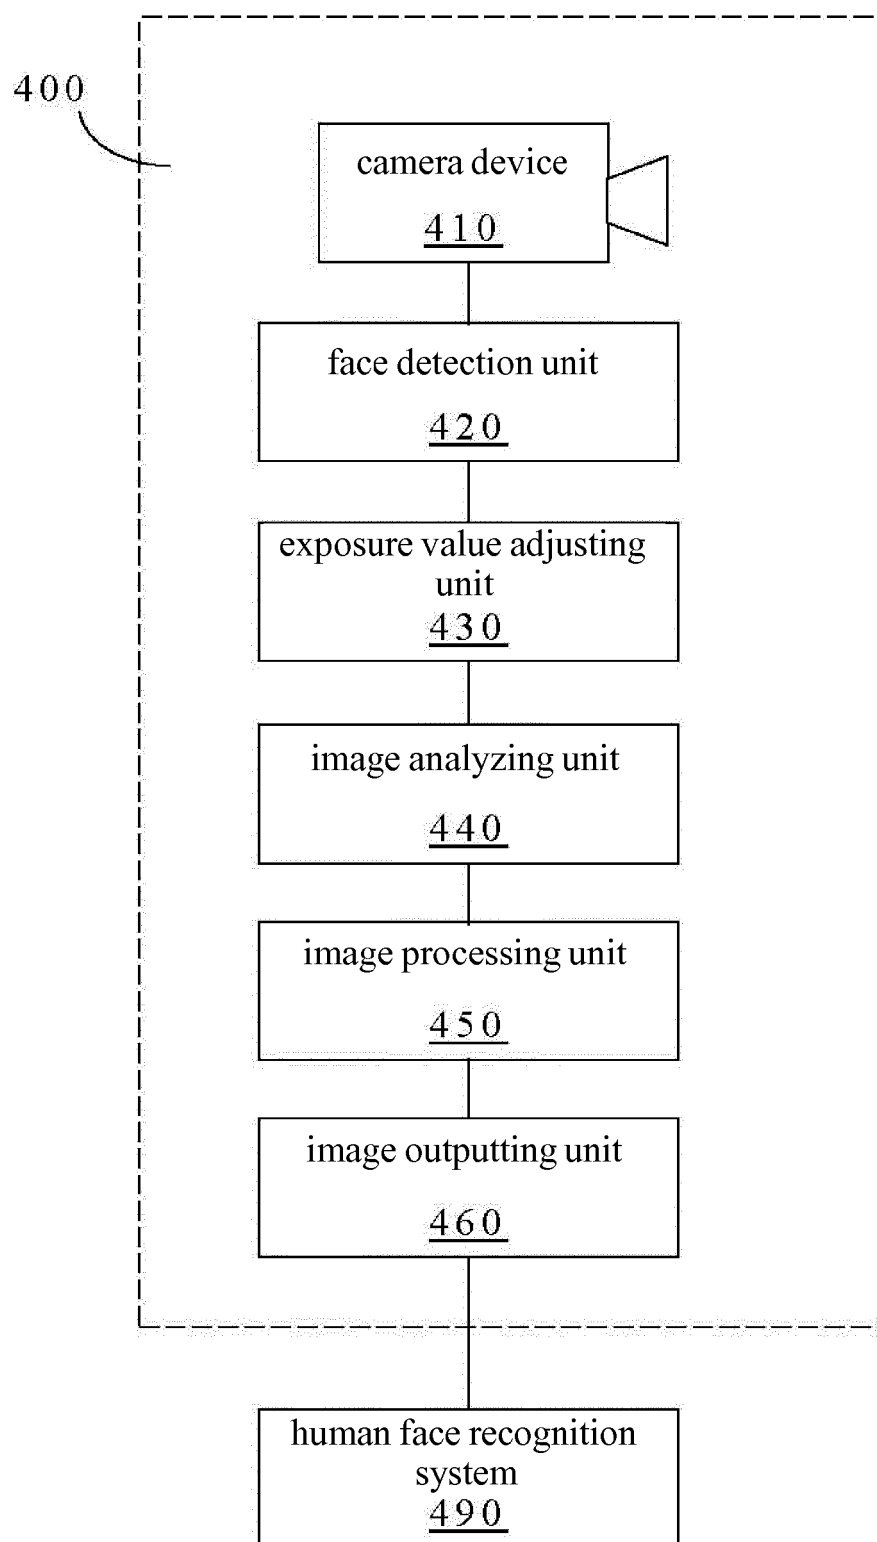 400
camera device
410
face detection unit
420
exposure value adjusting
unit
430
image analyzing unit
440
image processing unit
450
image outputting unit
460
human face recognition
system
490